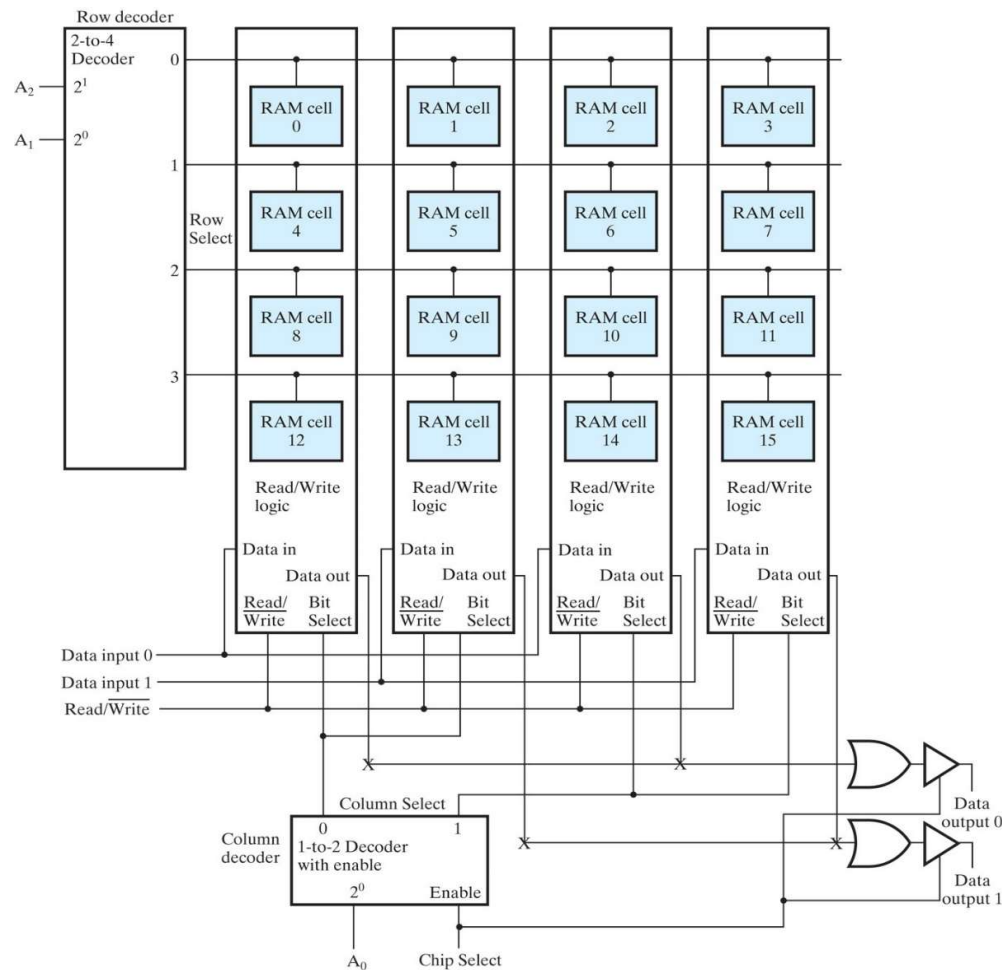 Row decoder
2-to-4
Decoder
A₂
2¹
A₁
2⁰
0
1
2
3
Row
Select
RAM cell
0
RAM cell
1
RAM cell
2
RAM cell
3
RAM cell
4
RAM cell
5
RAM cell
6
RAM cell
7
RAM cell
8
RAM cell
9
RAM cell
10
RAM cell
11
RAM cell
12
RAM cell
13
RAM cell
14
RAM cell
15
Read/Write
logic
Read/Write
logic
Read/Write
logic
Read/Write
logic
Data in
Data in
Data in
Data in
Data out
Data out
Data out
Data out
Read/
Write
Bit
Select
Read/
Write
Bit
Select
Read/
Write
Bit
Select
Read/
Write
Bit
Select
Data input 0
Data input 1
Read/Write
X
X
X
X
Column Select
Column
decoder
0
1
1-to-2 Decoder
with enable
2⁰
Enable
A₀
Chip Select
Data
output 0
Data
output 1